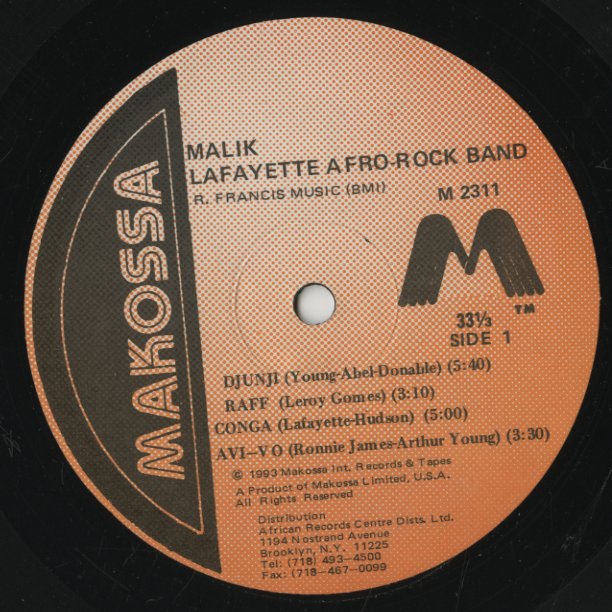 MAKOSSA
MALIK
LAFAYETTE AFRO-ROCK BAND
R. FRANCIS MUSIC (BMI)
M 2311
M
TM
33⅓
SIDE 1
DJUNJI (Young-Abel-Donable) (5:40)
RAFF (Leroy Gomes) (3:10)
CONGA (Lafayette-Hudson) (5:00)
AVI-VO (Ronnie James-Arthur Young) (3:30)
© 1993 Makossa Int. Records & Tapes
A Product of Makossa Limited, U.S.A.
All Rights Reserved
Distribution
African Records Centre Dists. Ltd.
1194 Nostrand Avenue
Brooklyn, N.Y. 11225
Tel: (718) 493-4500
Fax: (718-467-0099